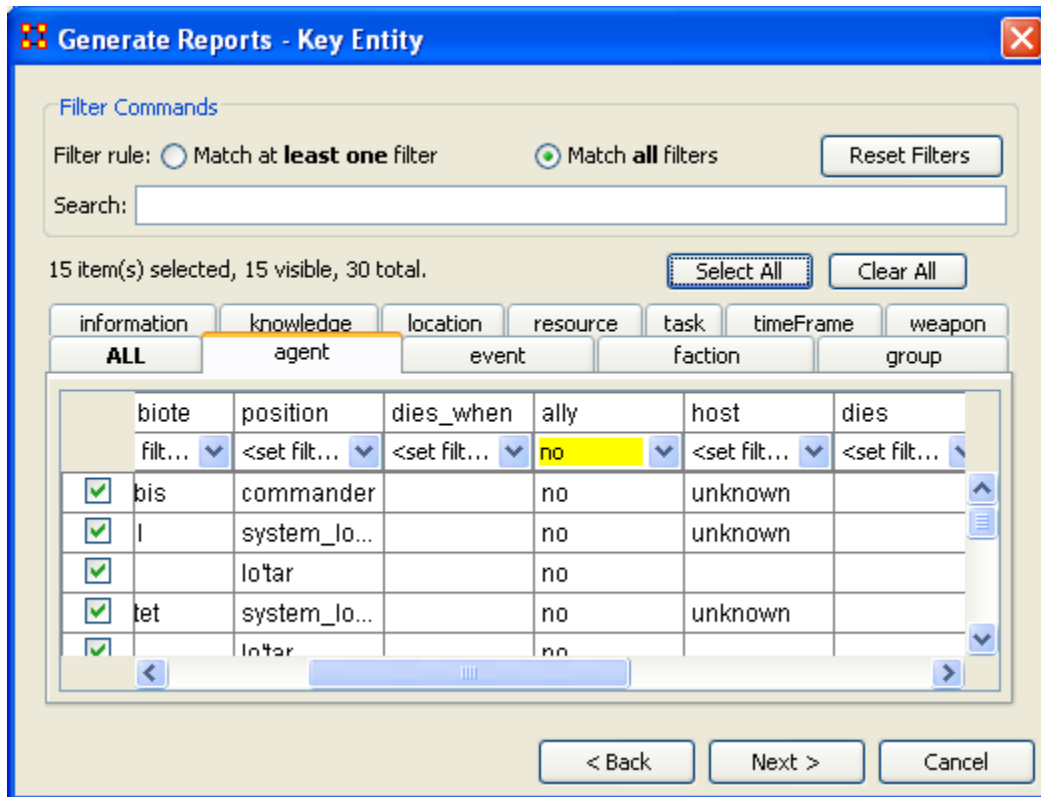 Generate Reports - Key Entity
Filter Commands
Filter rule: Match at least one filter Match all filters Reset Filters
Search:
15 item(s) selected, 15 visible, 30 total. Select All Clear All
information knowledge location resource task timeFrame weapon
ALL agent event faction group
biote position dies_when ally host dies
filt... <set filt... <set filt... no <set filt... <set filt...
bis commander no unknown
l system_lo... no unknown
lo'tar no
tet system_lo... no unknown
lo'tar no
< Back Next > Cancel